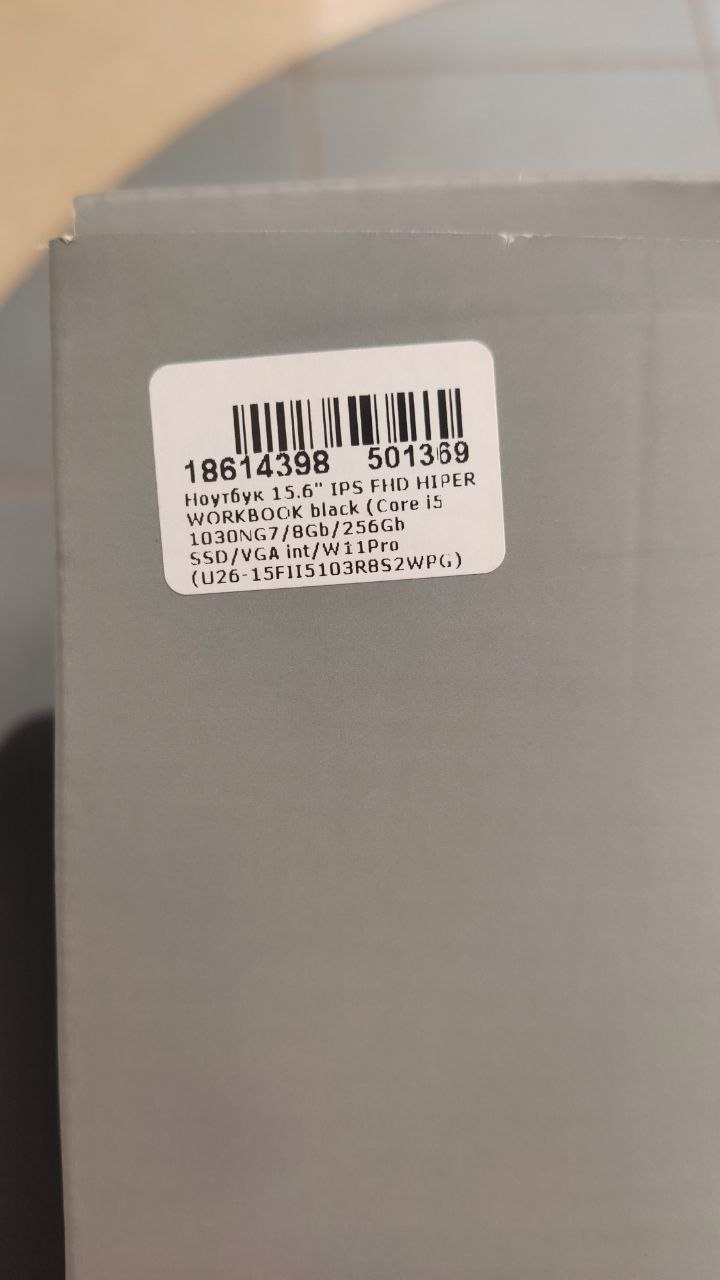 18614398 501369
Ноутбук 15.6" IPS FHD HIPER
WORKBOOK black (Core i5
1030NG7/8Gb/256Gb
SSD/VGA int/W11Pro
(U26-15FII5103R8S2WPG)